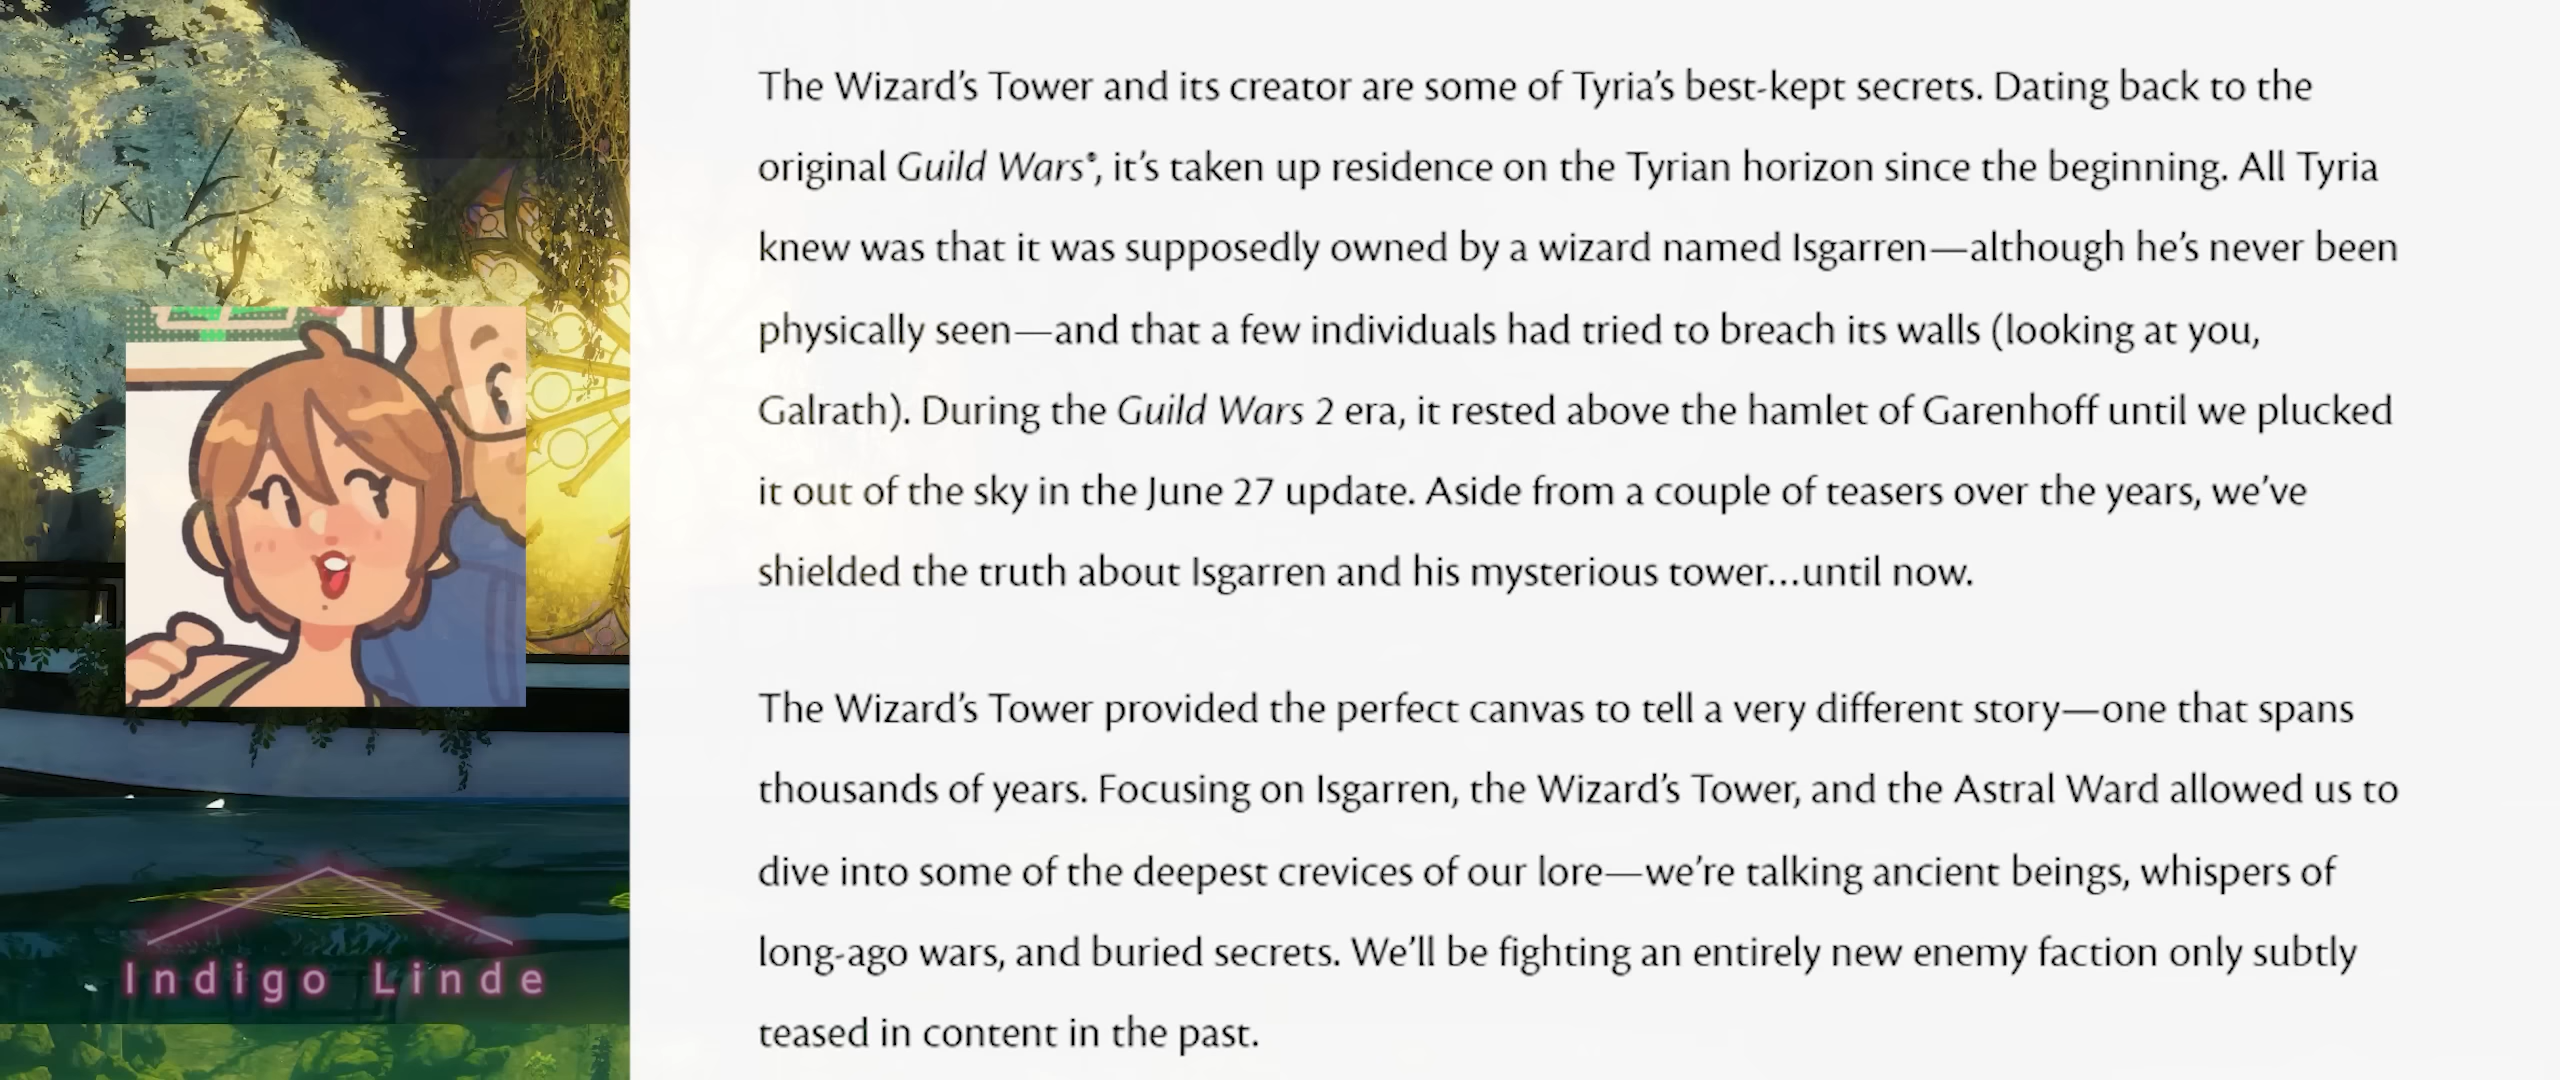 The Wizard’s Tower and its creator are some of Tyria’s best-kept secrets. Dating back to the
original Guild Wars®, it’s taken up residence on the Tyrian horizon since the beginning. All Tyria
knew was that it was supposedly owned by a wizard named Isgarren—although he’s never been
physically seen—and that a few individuals had tried to breach its walls (looking at you,
Galrath). During the Guild Wars 2 era, it rested above the hamlet of Garenhoff until we plucked
it out of the sky in the June 27 update. Aside from a couple of teasers over the years, we’ve
shielded the truth about Isgarren and his mysterious tower...until now.
The Wizard’s Tower provided the perfect canvas to tell a very different story—one that spans
thousands of years. Focusing on Isgarren, the Wizard’s Tower, and the Astral Ward allowed us to
dive into some of the deepest crevices of our lore—we’re talking ancient beings, whispers of
long-ago wars, and buried secrets. We’ll be fighting an entirely new enemy faction only subtly
teased in content in the past.
Indigo Linde